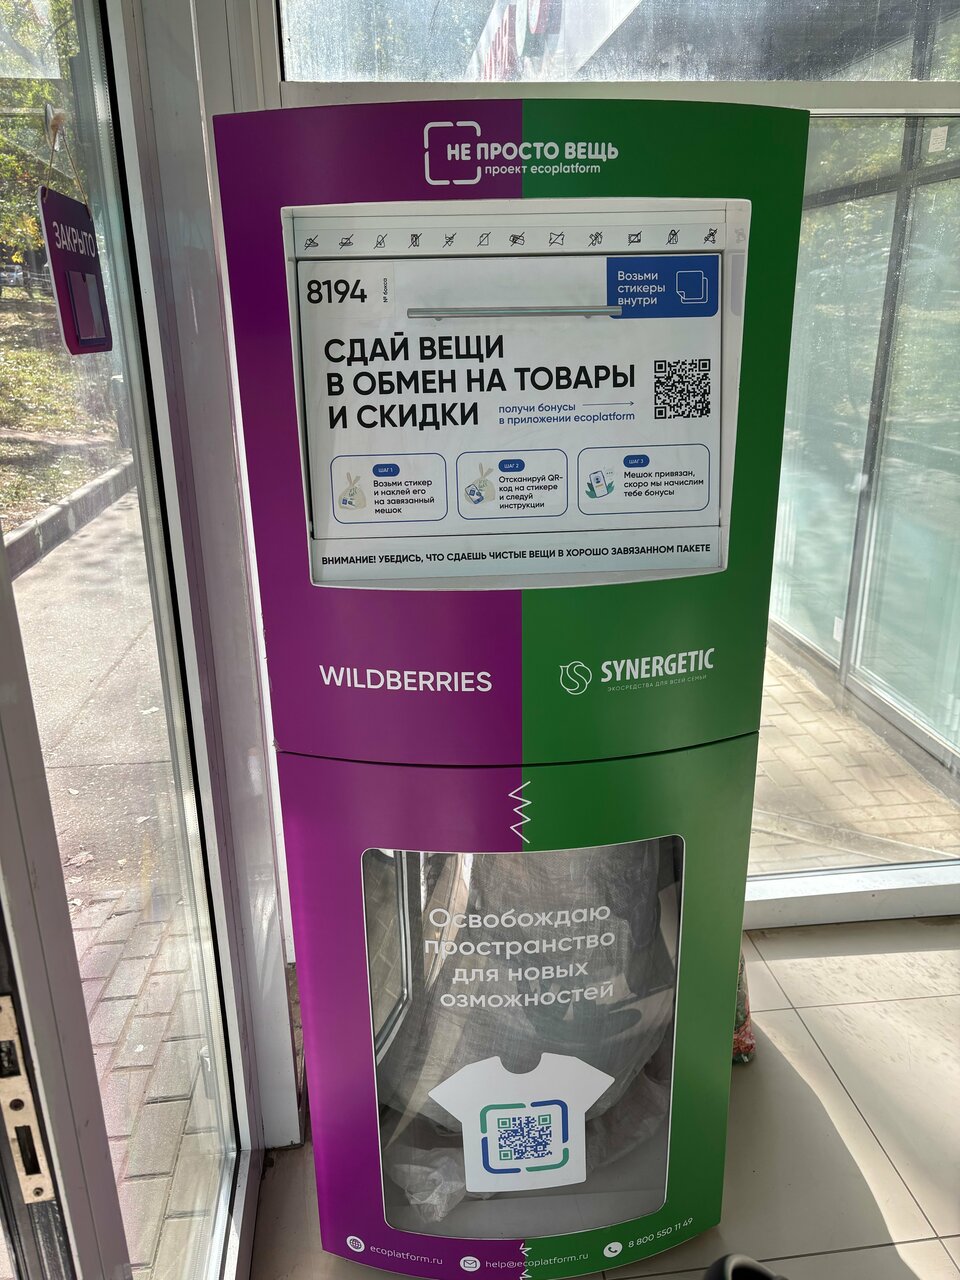 НЕ ПРОСТО ВЕЩЬ
проект ecoplatform
ЗАКРЫТО
8194
№ бокса
Возьми
стикеры
внутри
СДАЙ ВЕЩИ
В ОБМЕН НА ТОВАРЫ
И СКИДКИ
получи бонусы
в приложении ecoplatform
ШАГ 1
Возьми стикер
и наклей его
на завязанный
мешок
ШАГ 2
Отсканируй QR-
код на стикере
и следуй
инструкции
ШАГ 3
Мешок привязан,
скоро мы начислим
тебе бонусы
ВНИМАНИЕ! УБЕДИСЬ, ЧТО СДАЕШЬ ЧИСТЫЕ ВЕЩИ В ХОРОШО ЗАВЯЗАННОМ ПАКЕТЕ
WILDBERRIES
SYNERGETIC
ЭКОСРЕДСТВА ДЛЯ ВСЕЙ СЕМЬИ
Освобождаю
пространство
для новых
озможностей
ecoplatform.ru
help@ecoplatform.ru
8 800 550 11 49